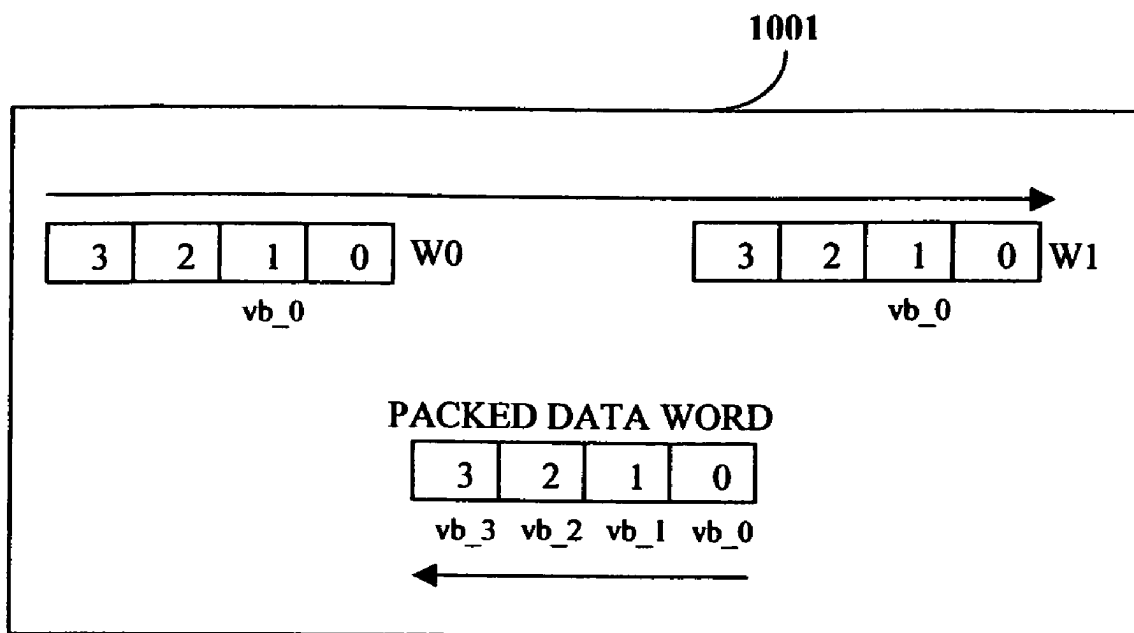 1001
3 2 1 0 W0 3 2 1 0 W1
vb_0 vb_0
PACKED DATA WORD
3 2 1 0
vb_3 vb_2 vb_1 vb_0